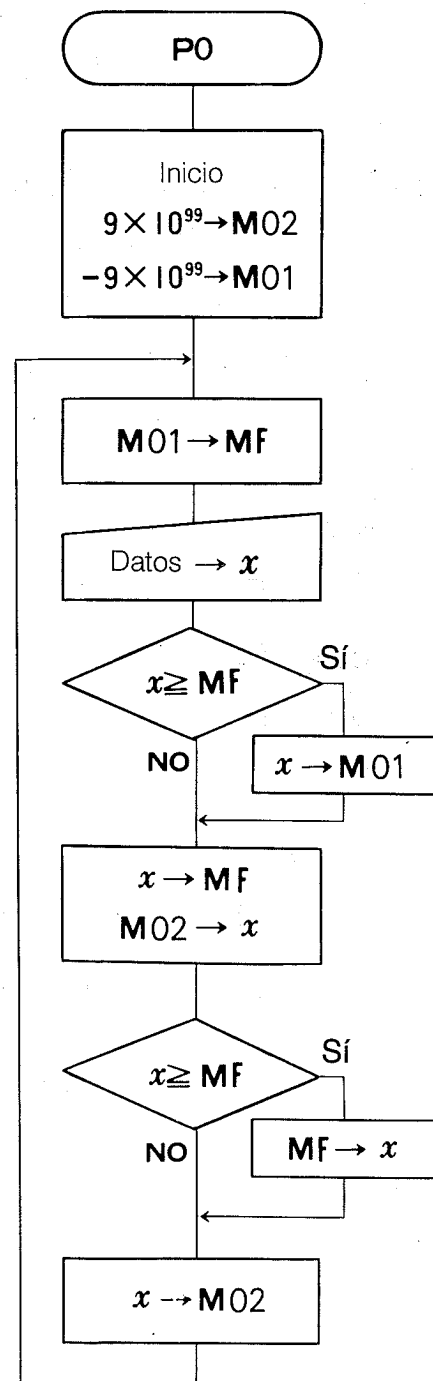 P0
Inicio
9×10⁹⁹→M02
-9×10⁹⁹→M01
M01→MF
Datos → x
x≧MF
Sí
NO
x→M01
x→MF
M02→x
x≧MF
Sí
NO
MF→x
x→M02